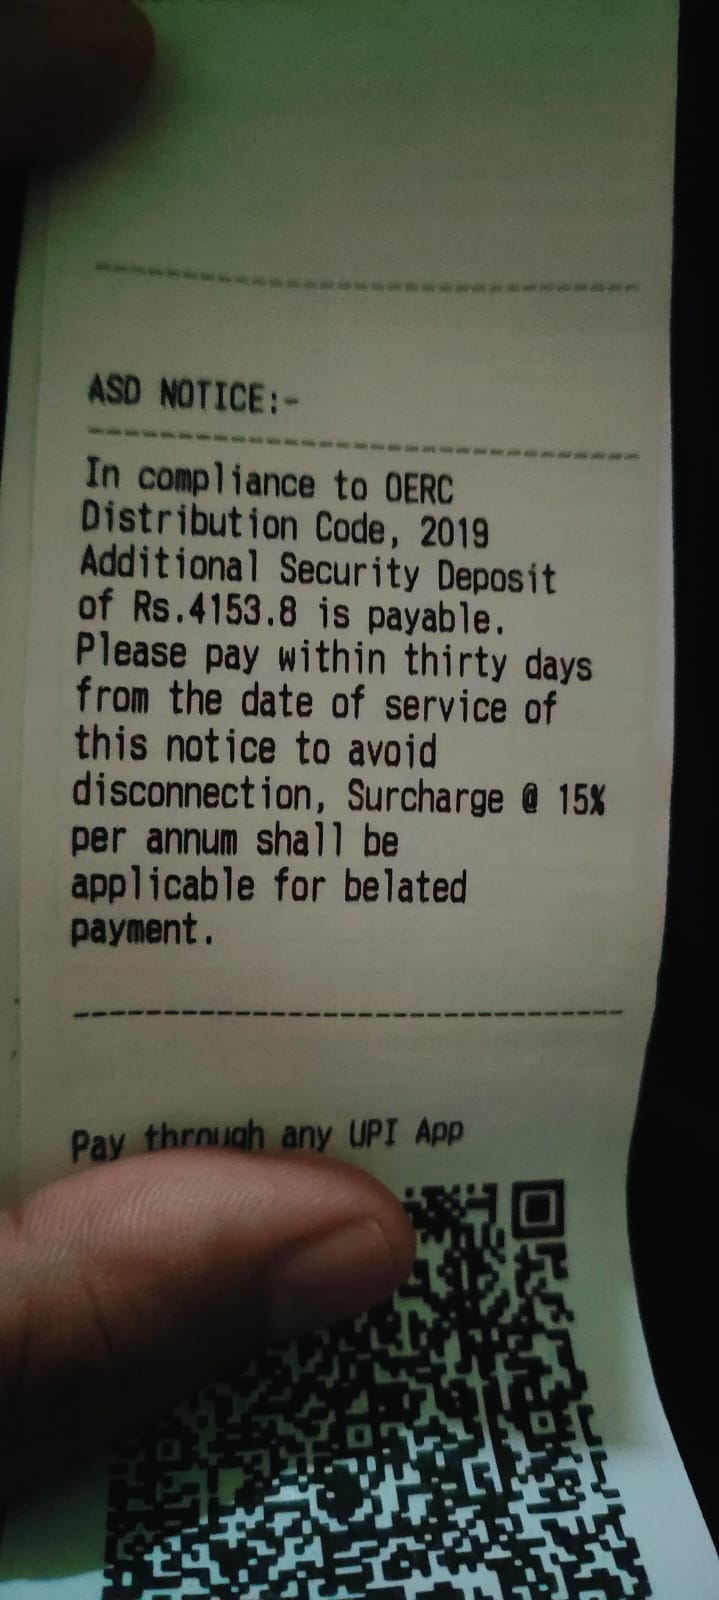 ASD NOTICE:-
In compliance to OERC
Distribution Code, 2019
Additional Security Deposit
of Rs.4153.8 is payable.
Please pay within thirty days
from the date of service of
this notice to avoid
disconnection, Surcharge @ 15%
per annum shall be
applicable for belated
payment.
Pay through any UPI App